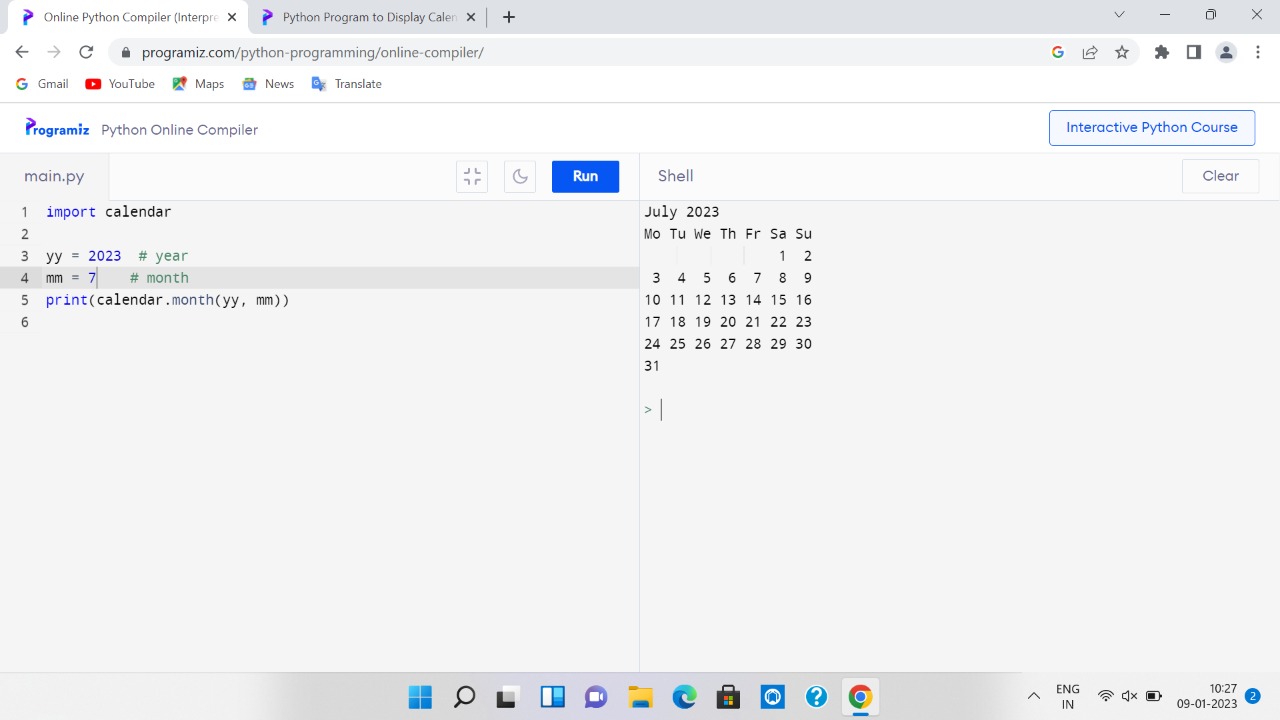 Online Python Compiler (Interpre
Python Program to Display Calen
programiz.com/python-programming/online-compiler/
Gmail
YouTube
Maps
News
Translate
Programiz
Python Online Compiler
Interactive Python Course
main.py
Run
Shell
Clear
1 import calendar
2
3 yy = 2023  # year
4 mm = 7    # month
5 print(calendar.month(yy, mm))
6
July 2023
Mo Tu We Th Fr Sa Su
                1  2
 3  4  5  6  7  8  9
10 11 12 13 14 15 16
17 18 19 20 21 22 23
24 25 26 27 28 29 30
31
>
ENG
IN
10:27
09-01-2023
2